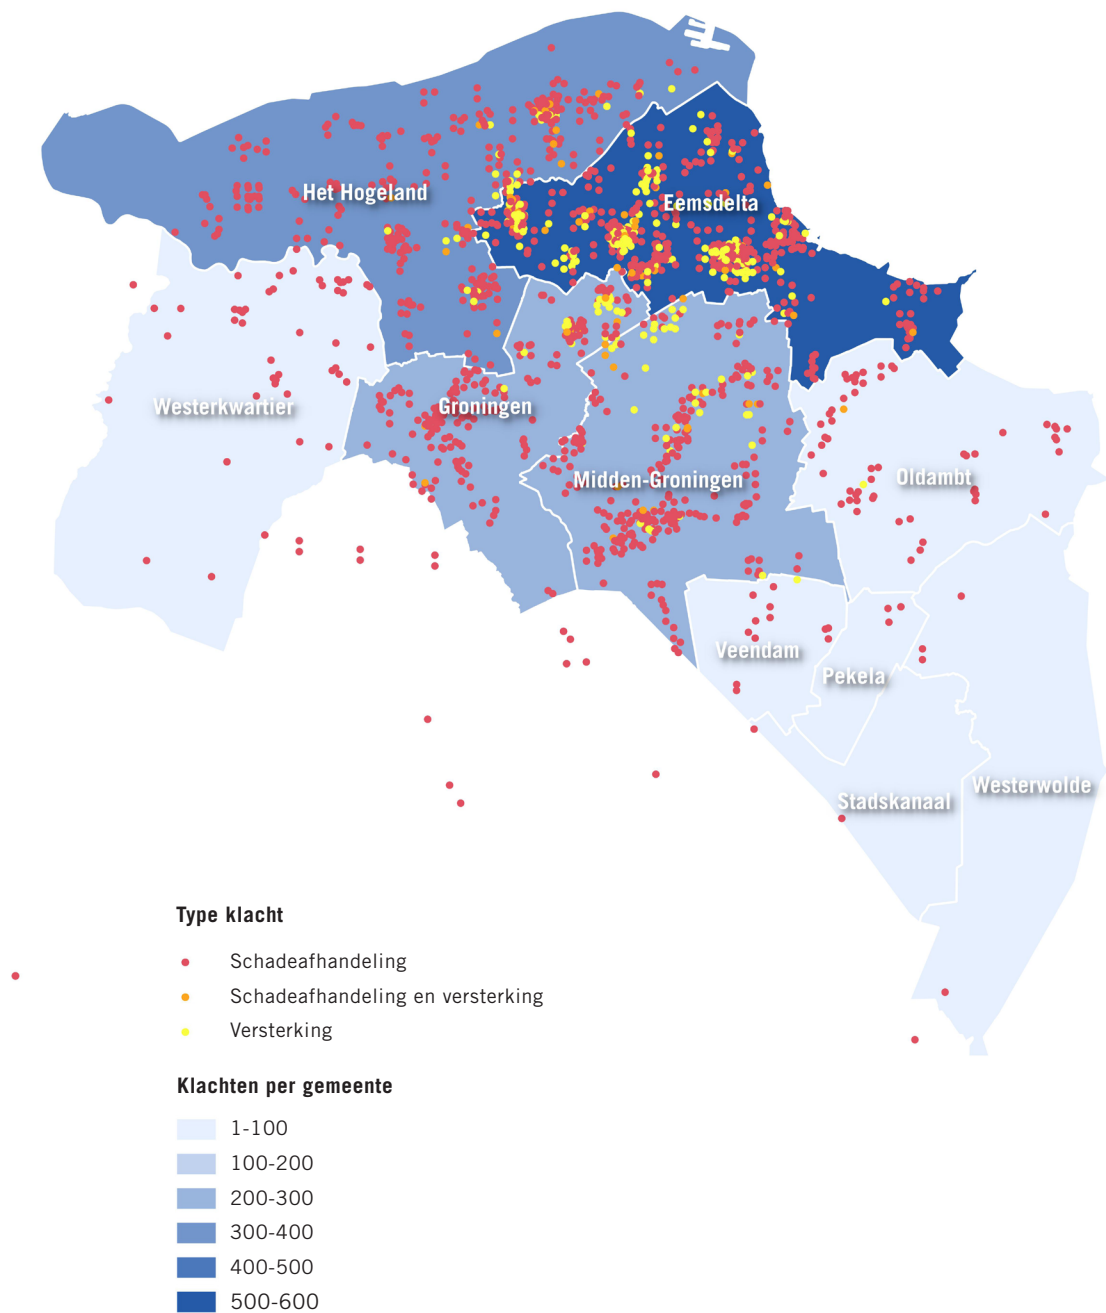 Het Hogeland
Eemsdelta
Westerkwartier
Groningen
Midden-Groningen
Oldambt
Veendam
Pekela
Stadskanaal
Westerwolde
Type klacht
Schadeafhandeling
Schadeafhandeling en versterking
Versterking
Klachten per gemeente
1-100
100-200
200-300
300-400
400-500
500-600